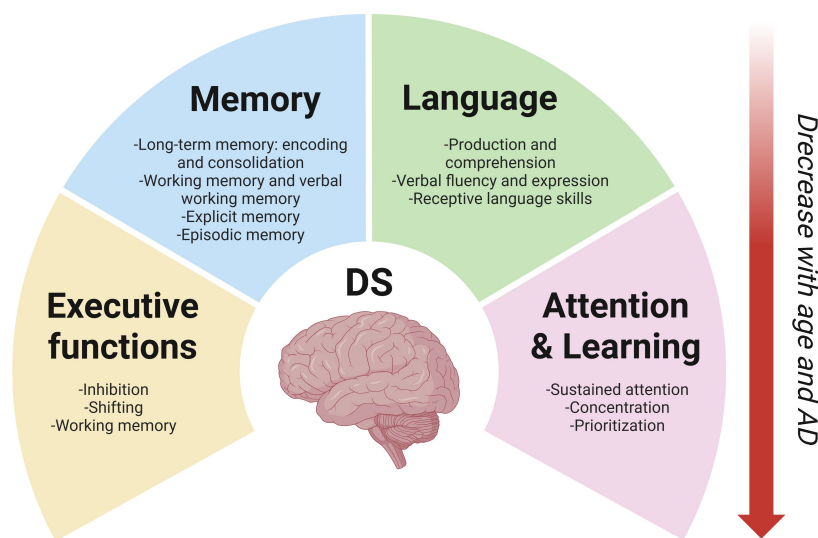 Memory
-Long-term memory: encoding
and consolidation
-Working memory and verbal
working memory
-Explicit memory
-Episodic memory
Language
-Production and
comprehension
-Verbal fluency and expression
-Receptive language skills
Executive
functions
-Inhibition
-Shifting
-Working memory
DS
Attention
& Learning
-Sustained attention
-Concentration
-Prioritization
Drecrease with age and AD